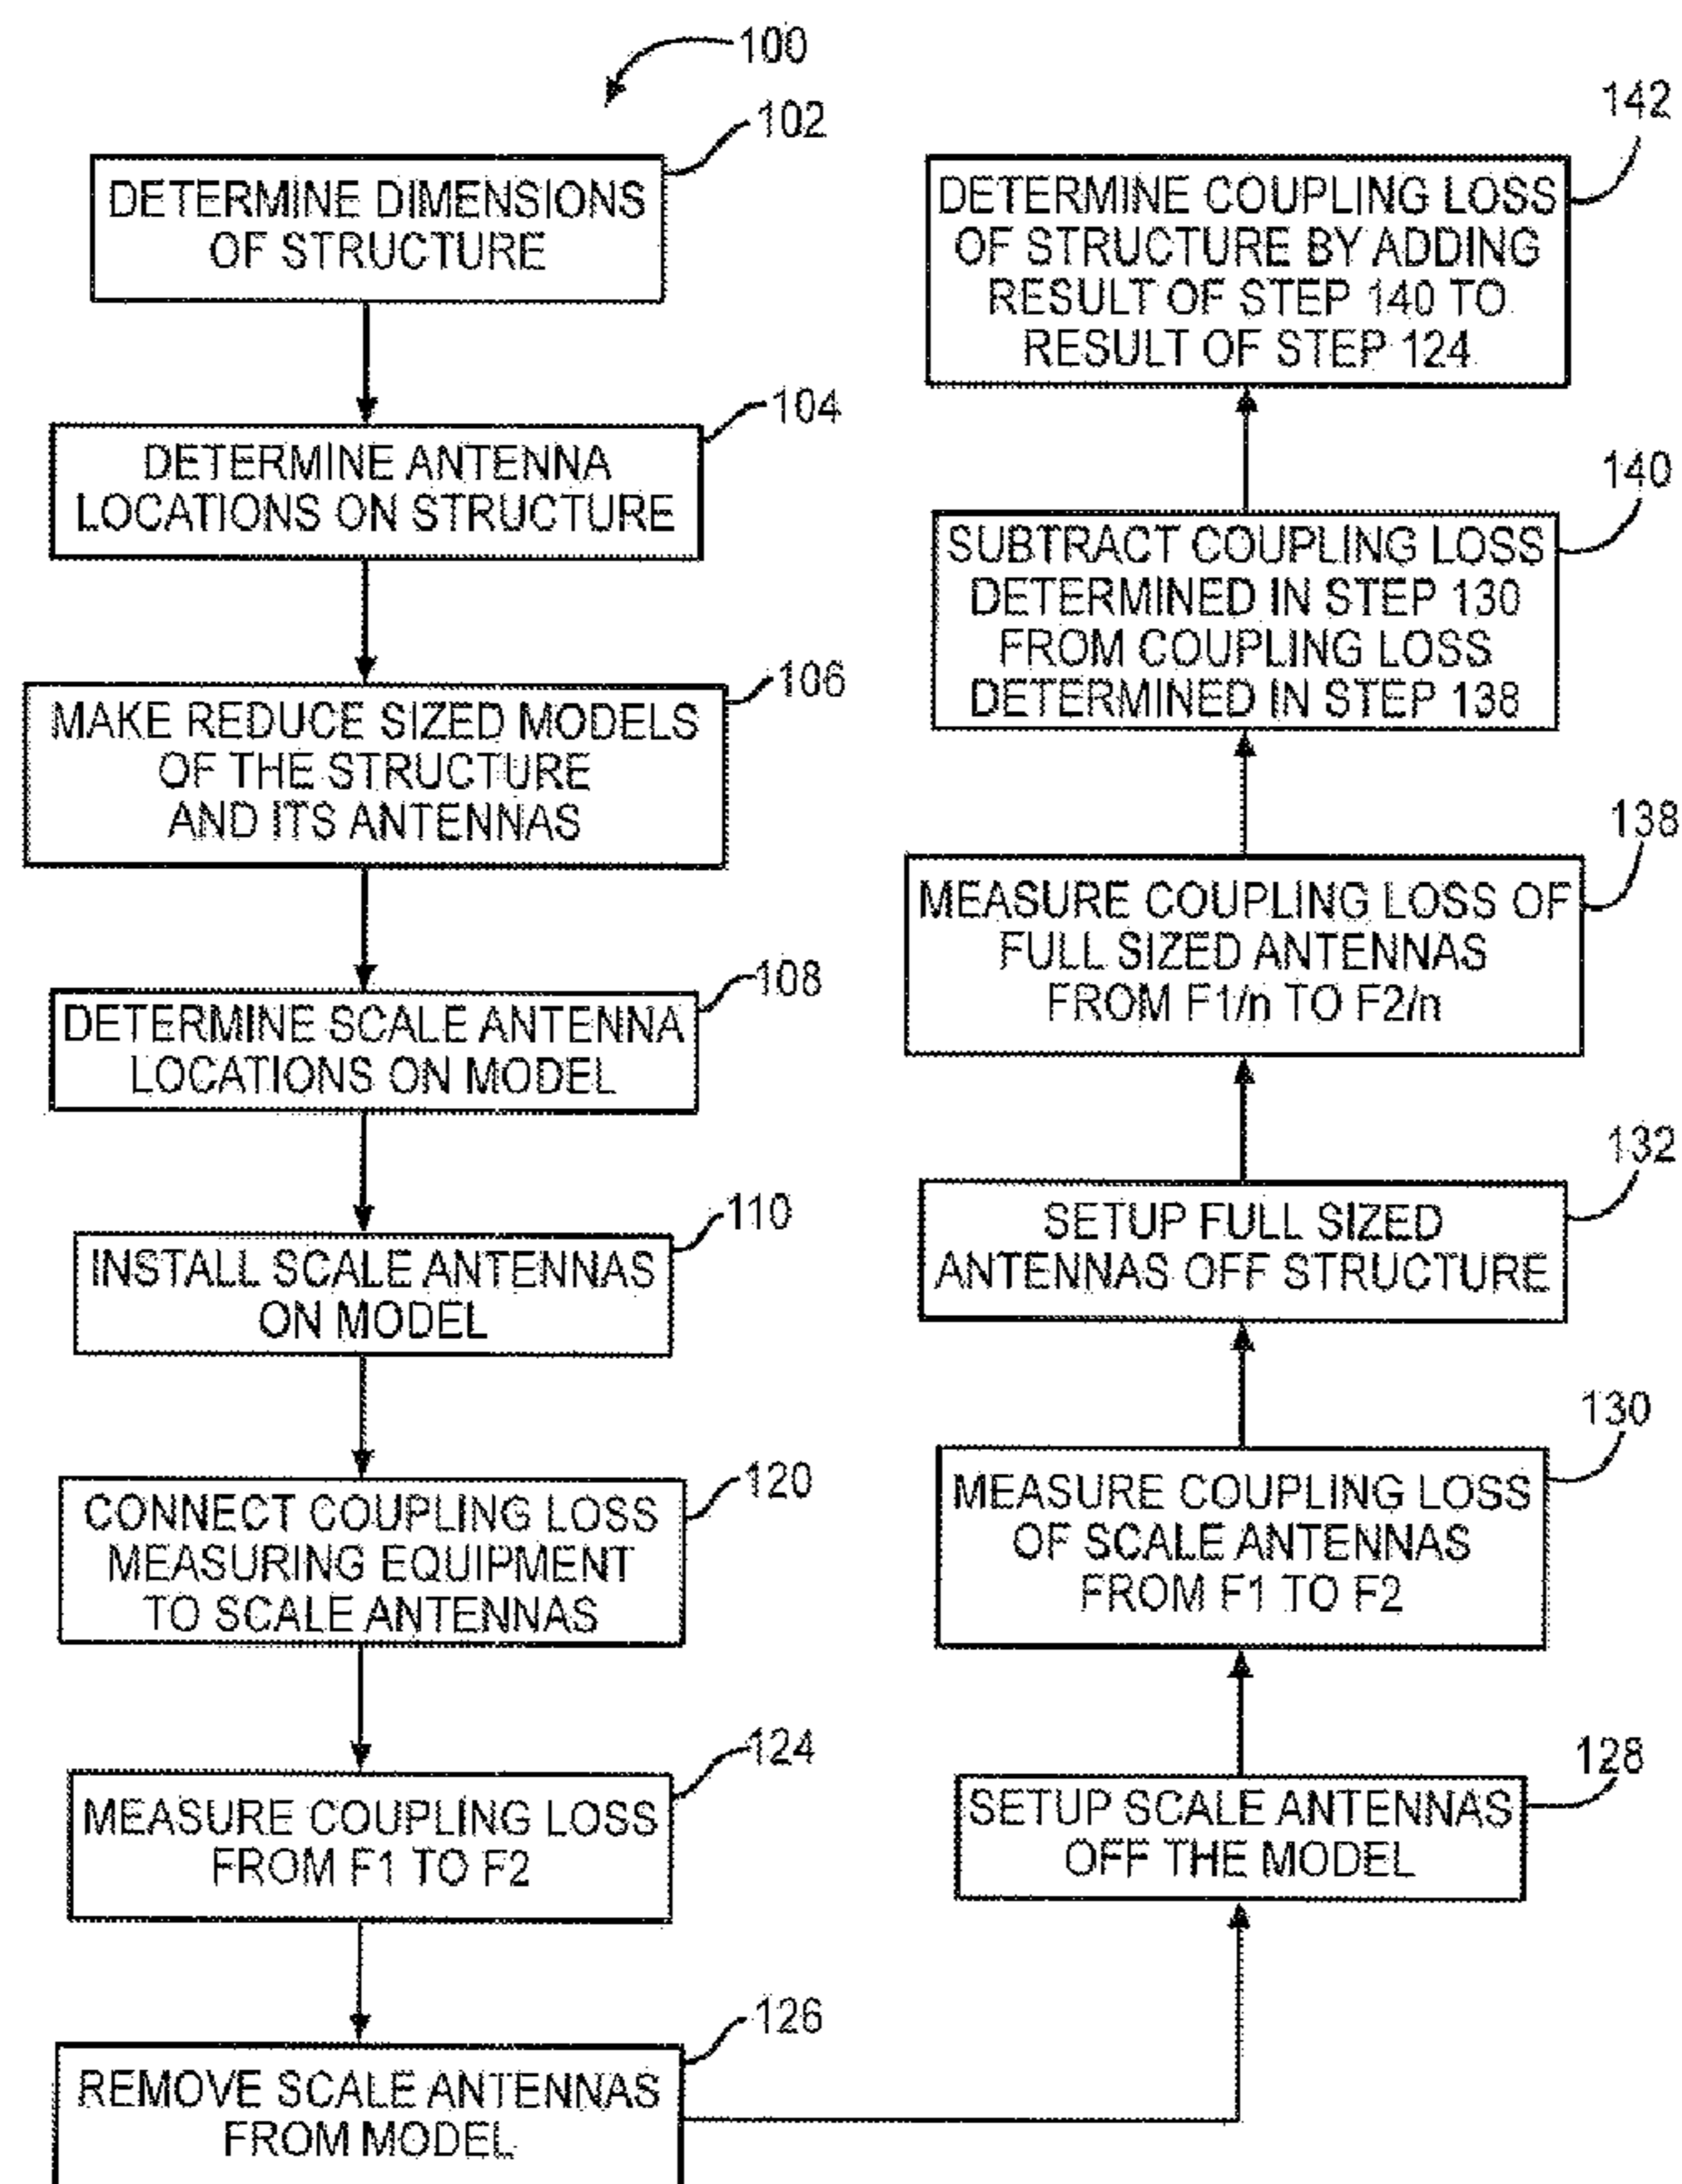 100
102
DETERMINE DIMENSIONS
OF STRUCTURE
104
DETERMINE ANTENNA
LOCATIONS ON STRUCTURE
106
MAKE REDUCE SIZED MODELS
OF THE STRUCTURE
AND ITS ANTENNAS
108
DETERMINE SCALE ANTENNA
LOCATIONS ON MODEL
110
INSTALL SCALE ANTENNAS
ON MODEL
120
CONNECT COUPLING LOSS
MEASURING EQUIPMENT
TO SCALE ANTENNAS
124
MEASURE COUPLING LOSS
FROM F1 TO F2
126
REMOVE SCALE ANTENNAS
FROM MODEL
128
SETUP SCALE ANTENNAS
OFF THE MODEL
130
MEASURE COUPLING LOSS
OF SCALE ANTENNAS
FROM F1 TO F2
132
SETUP FULL SIZED
ANTENNAS OFF STRUCTURE
138
MEASURE COUPLING LOSS OF
FULL SIZED ANTENNAS
FROM F1/n TO F2/n
140
SUBTRACT COUPLING LOSS
DETERMINED IN STEP 130
FROM COUPLING LOSS
DETERMINED IN STEP 138
142
DETERMINE COUPLING LOSS
OF STRUCTURE BY ADDING
RESULT OF STEP 140 TO
RESULT OF STEP 124